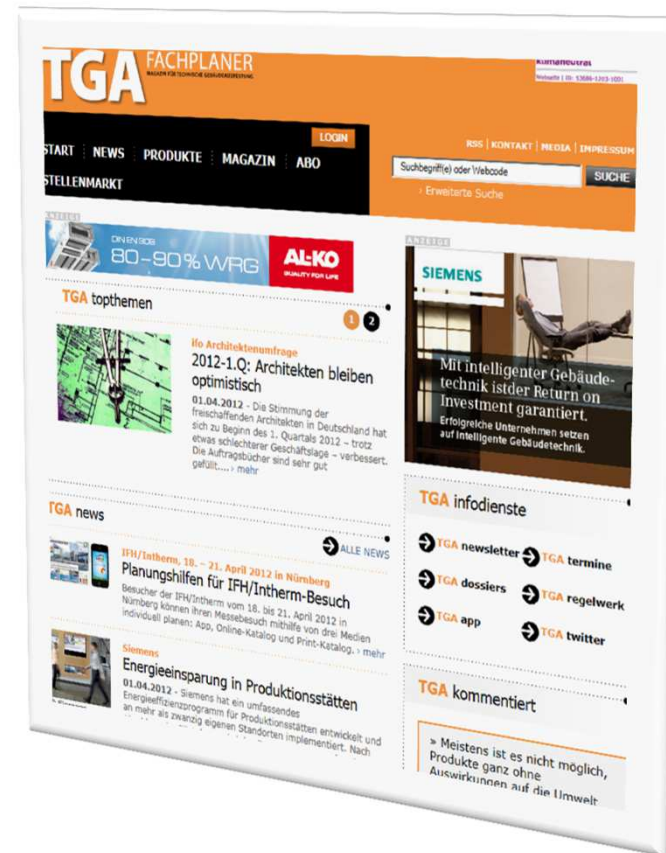 TGA FACHPLANER
MAGAZIN FÜR TECHNISCHE GEBÄUDEAUSRÜSTUNG
klimaneutral
LOGIN
START NEWS PRODUKTE MAGAZIN ABO
STELLENMARKT
RSS | KONTAKT | MEDIA | IMPRESSUM
Suchbegriff(e) oder Webcode
SUCHE
› Erweiterte Suche
ANZEIGE
80–90% WRG
AL-KO
QUALITY FOR LIFE
TGA topthemen
1 2
ifo Architektenumfrage
2012-1.Q: Architekten bleiben
optimistisch
01.04.2012 - Die Stimmung der
freischaffenden Architekten in Deutschland hat
sich zu Beginn des 1. Quartals 2012 – trotz
etwas schlechterer Geschäftslage – verbessert.
Die Auftragsbücher sind sehr gut
gefüllt.... › mehr
TGA news
ALLE NEWS
IFH/Intherm, 18. – 21. April 2012 in Nürnberg
Planungshilfen für IFH/Intherm-Besuch
Besucher der IFH/Intherm vom 18. bis 21. April 2012 in
Nürnberg können ihren Messebesuch mithilfe von drei Medien
individuell planen: App, Online-Katalog und Print-Katalog. › mehr
Siemens
Energieeinsparung in Produktionsstätten
01.04.2012 - Siemens hat ein umfassendes
Energieeffizienzprogramm für Produktionsstätten entwickelt und
an mehr als zwanzig eigenen Standorten implementiert. Nach
ANZEIGE
SIEMENS
Mit intelligenter Gebäude-
technik istder Return on
Investment garantiert.
Erfolgreiche Unternehmen setzen
auf intelligente Gebäudetechnik.
TGA infodienste
TGA newsletter TGA termine
TGA dossiers TGA regelwerk
TGA app TGA twitter
TGA kommentiert
» Meistens ist es nicht möglich,
Produkte ganz ohne
Auswirkungen auf die Umwelt